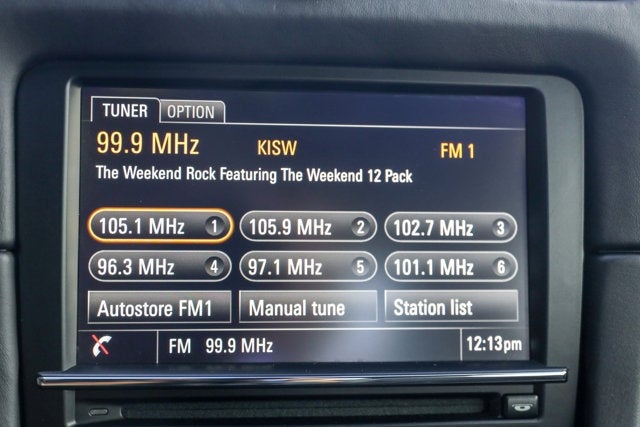 TUNER OPTION
99.9 MHz KISW FM 1
The Weekend Rock Featuring The Weekend 12 Pack
105.1 MHz 1 105.9 MHz 2 102.7 MHz 3
96.3 MHz 4 97.1 MHz 5 101.1 MHz 6
Autostore FM1 Manual tune Station list
FM 99.9 MHz 12:13pm